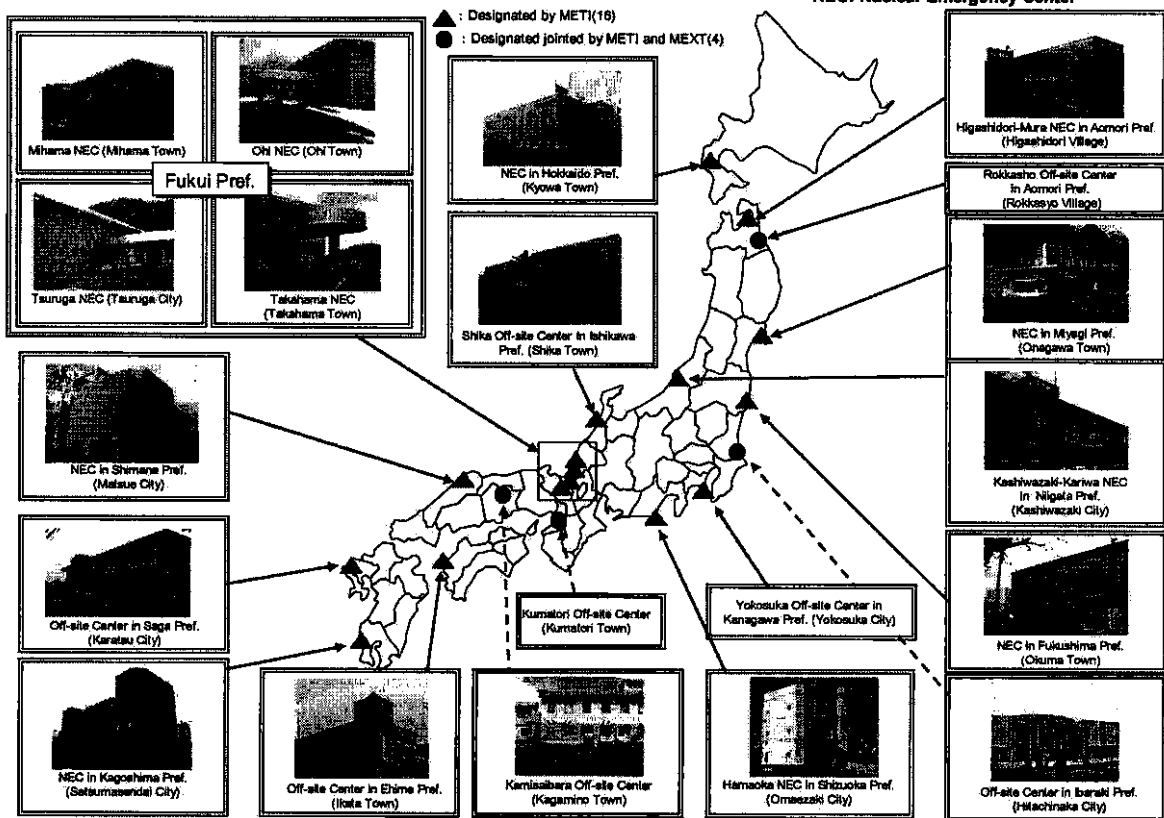 NEC: Nuclear Emergency Center
▲ : Designated by METI(16)
● : Designated jointed by METI and MEXT(4)
Mihama NEC (Mihama Town)
Ohi NEC (Ohi Town)
Fukui Pref.
Tsuruga NEC (Tsuruga City)
Takahama NEC
(Takahama Town)
NEC in Hokkaido Pref.
(Kyowa Town)
Shika Off-site Center in Ishikawa
Pref. (Shika Town)
Higashidori-Mura NEC in Aomori Pref.
(Higashidori Village)
Rokkasho Off-site Center
in Aomori Pref.
(Rokkasyo Village)
NEC in Miyagi Pref.
(Onagawa Town)
Kashiwazaki-Kariwa NEC
in Niigata Pref.
(Kashiwazaki City)
NEC in Fukushima Pref.
(Okuma Town)
Off-site Center in Ibaraki Pref.
(Hitachinaka City)
NEC in Shimane Pref.
(Matsue City)
Off-site Center in Saga Pref.
(Karatsu City)
NEC in Kagoshima Pref.
(Satsumasendai City)
Off-site Center in Ehime Pref.
(Ikata Town)
Kumatori Off-site Center
(Kumatori Town)
Kamisaibara Off-site Center
(Kagamino Town)
Yokosuka Off-site Center in
Kanagawa Pref. (Yokosuka City)
Hamaoka NEC in Shizuoka Pref.
(Omaezaki City)